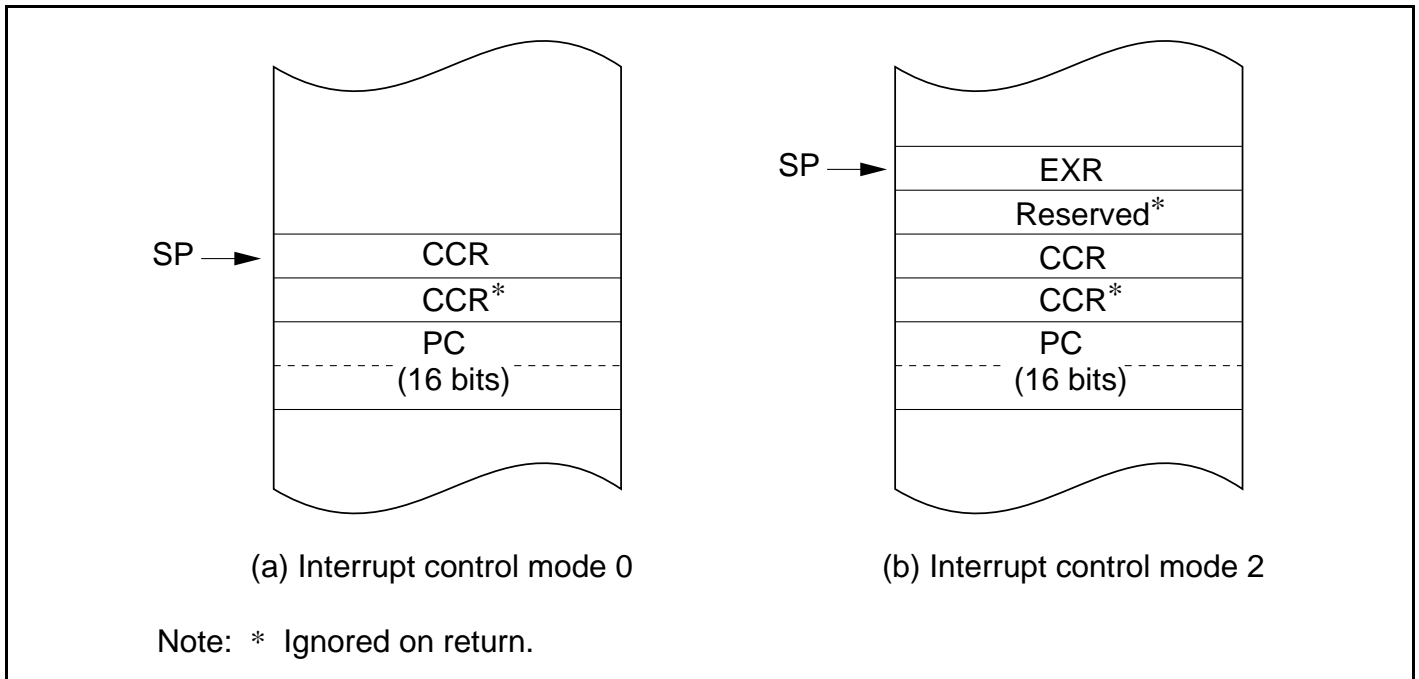 SP
CCR
CCR*
PC
(16 bits)
(a) Interrupt control mode 0
SP
EXR
Reserved*
CCR
CCR*
PC
(16 bits)
(b) Interrupt control mode 2
Note: * Ignored on return.